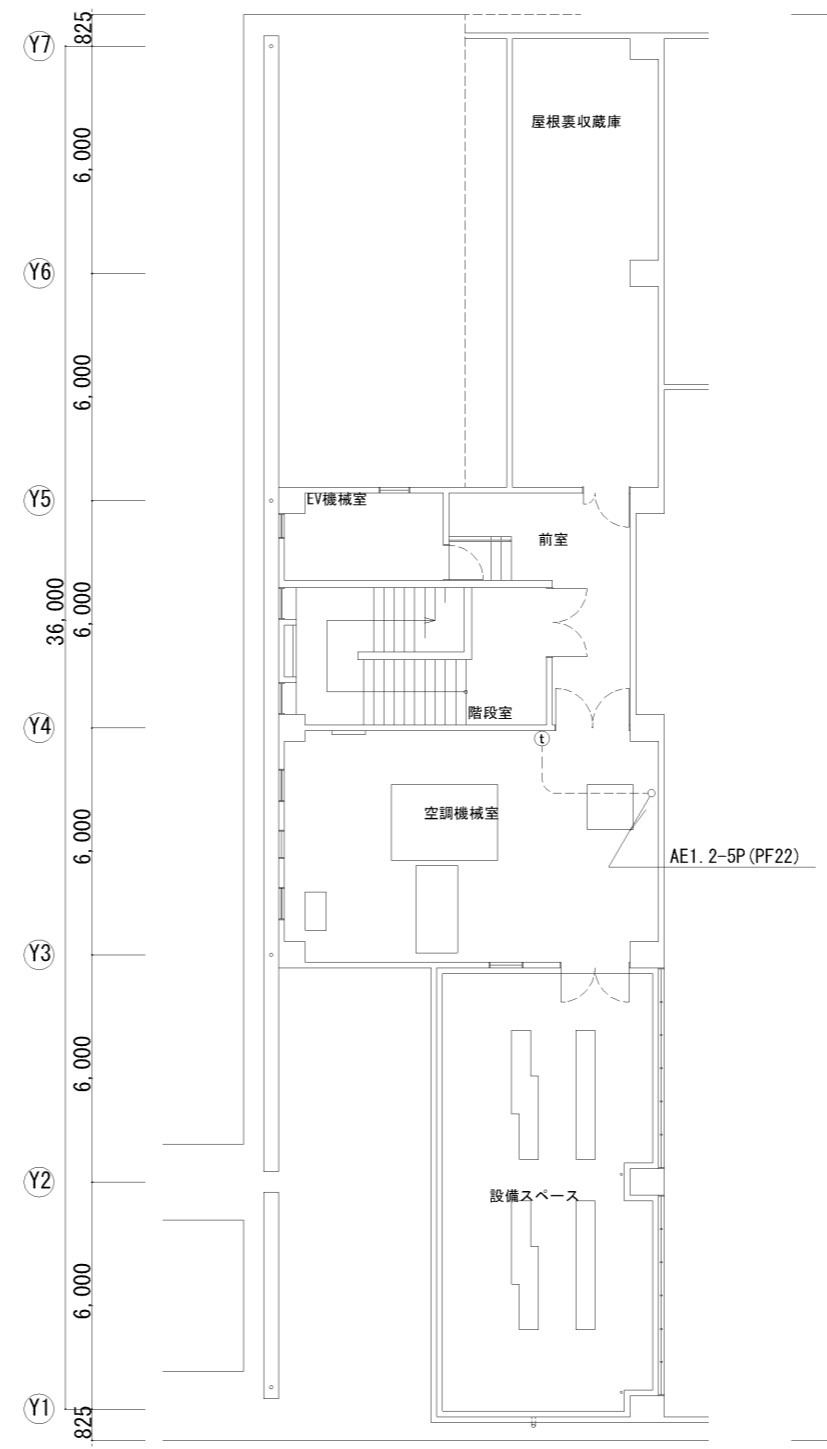 825
Y7
6,000
屋根裏収蔵庫
Y6
6,000
Y5
EV機械室
前室
36,000
6,000
階段室
Y4
t
空調機械室
6,000
AE1.2-5P(PF22)
Y3
6,000
Y2
設備スペース
6,000
Y1
825